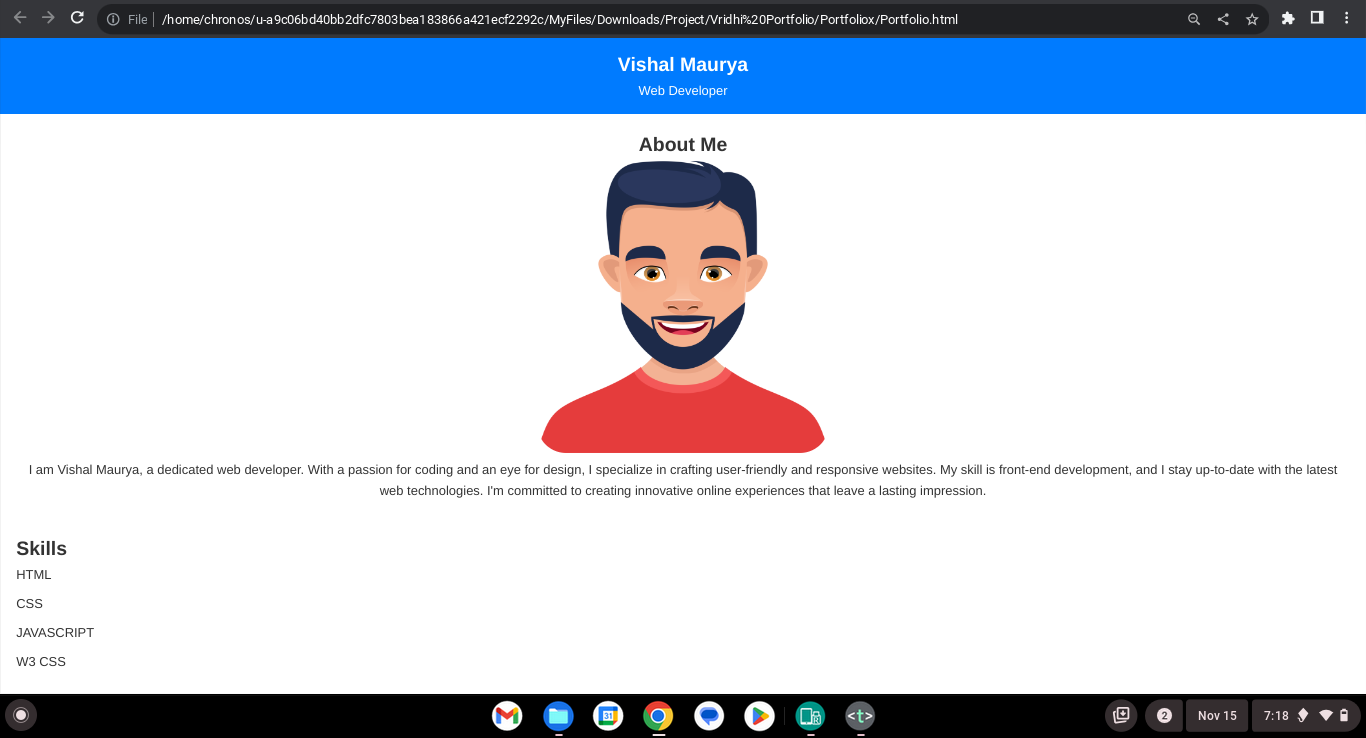 File
/home/chronos/u-a9c06bd40bb2dfc7803bea183866a421ecf2292c/MyFiles/Downloads/Project/Vridhi%20Portfolio/Portfoliox/Portfolio.html
Vishal Maurya
Web Developer
About Me
I am Vishal Maurya, a dedicated web developer. With a passion for coding and an eye for design, I specialize in crafting user-friendly and responsive websites. My skill is front-end development, and I stay up-to-date with the latest
web technologies. I'm committed to creating innovative online experiences that leave a lasting impression.
Skills
HTML
CSS
JAVASCRIPT
W3 CSS
31
<t>
2
Nov 15
7:18